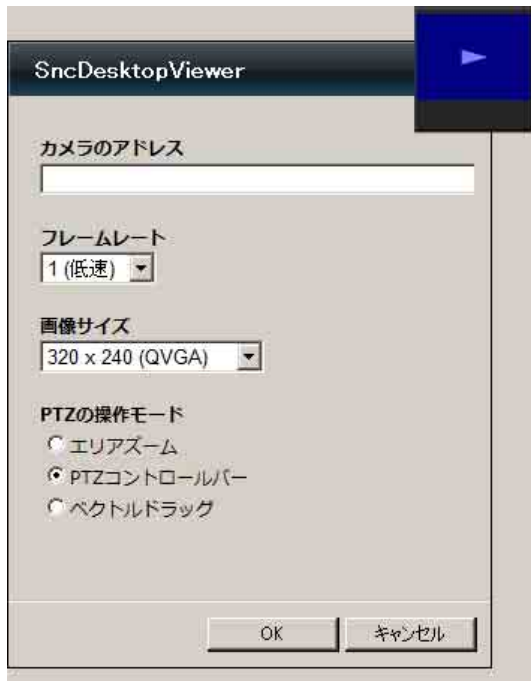 SncDesktopViewer
カメラのアドレス
フレームレート
1 (低速)
画像サイズ
320 x 240 (QVGA)
PTZの操作モード
エリアズーム
PTZコントロールバー
ベクトルドラッグ
OK キャンセル